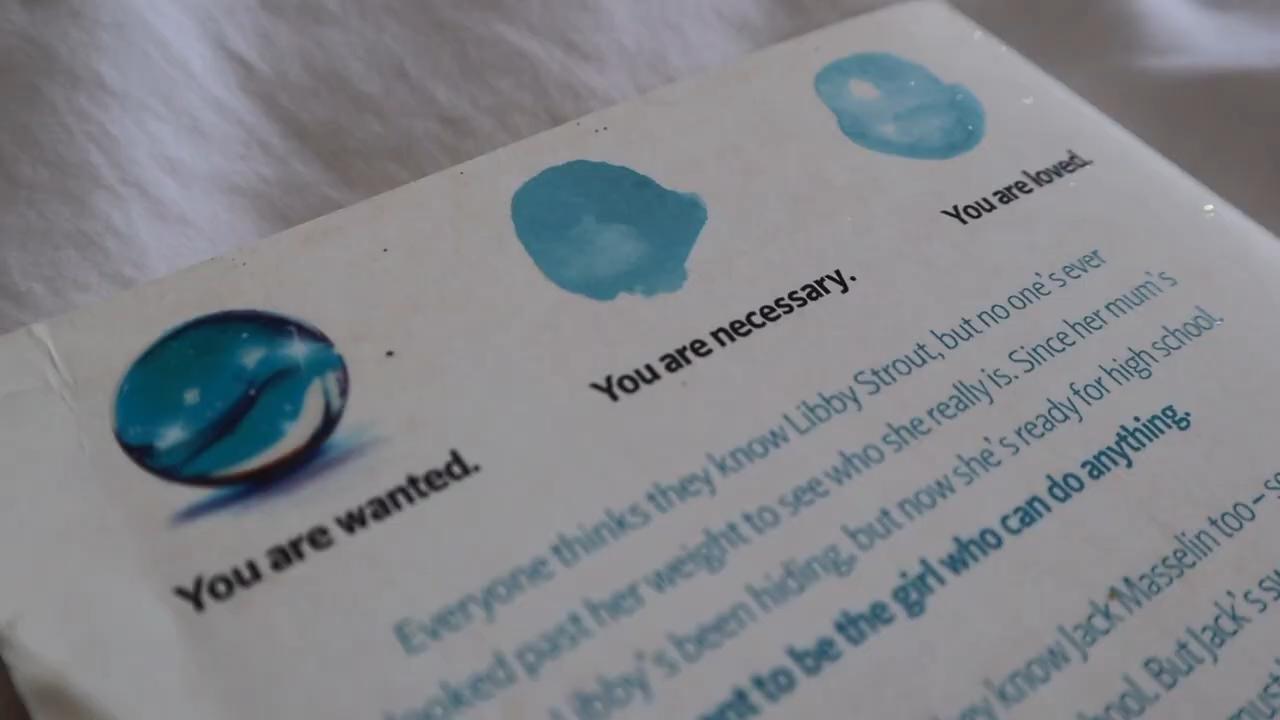 You are wanted.
You are necessary.
You are loved.
Everyone thinks they know Libby Strout, but no one's ever
looked past her weight to see who she really is. Since her mum's
Libby's been hiding, but now she's ready for high school.
to be the girl who can do anything.
they know Jack Masselin too –
But Jack's